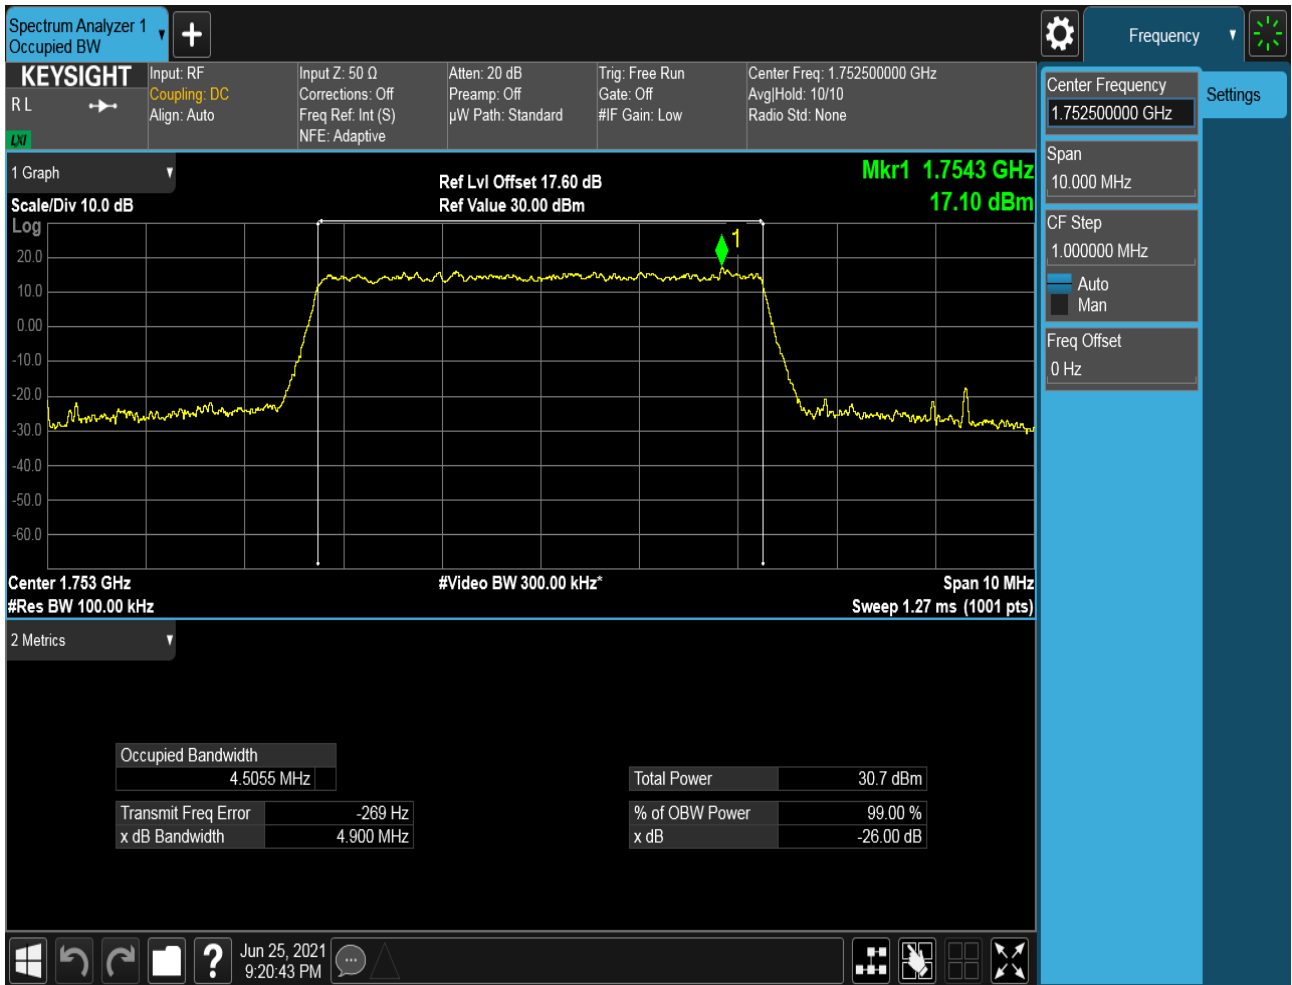 Spectrum Analyzer 1
Occupied BW
Frequency
KEYSIGHT
R L
LXI
Input: RF
Coupling: DC
Align: Auto
Input Z: 50 Ω
Corrections: Off
Freq Ref: Int (S)
NFE: Adaptive
Atten: 20 dB
Preamp: Off
µW Path: Standard
Trig: Free Run
Gate: Off
#IF Gain: Low
Center Freq: 1.752500000 GHz
Avg|Hold: 10/10
Radio Std: None
Center Frequency
1.752500000 GHz
Settings
Span
10.000 MHz
CF Step
1.000000 MHz
Auto
Man
Freq Offset
0 Hz
1 Graph
Scale/Div 10.0 dB
Ref Lvl Offset 17.60 dB
Ref Value 30.00 dBm
Mkr1 1.7543 GHz
17.10 dBm
Log
1
20.0
10.0
0.00
-10.0
-20.0
-30.0
-40.0
-50.0
-60.0
Center 1.753 GHz
#Video BW 300.00 kHz*
Span 10 MHz
#Res BW 100.00 kHz
Sweep 1.27 ms (1001 pts)
2 Metrics
Occupied Bandwidth
4.5055 MHz
Total Power 30.7 dBm
Transmit Freq Error -269 Hz
% of OBW Power 99.00 %
x dB Bandwidth 4.900 MHz
x dB -26.00 dB
?
Jun 25, 2021
9:20:43 PM